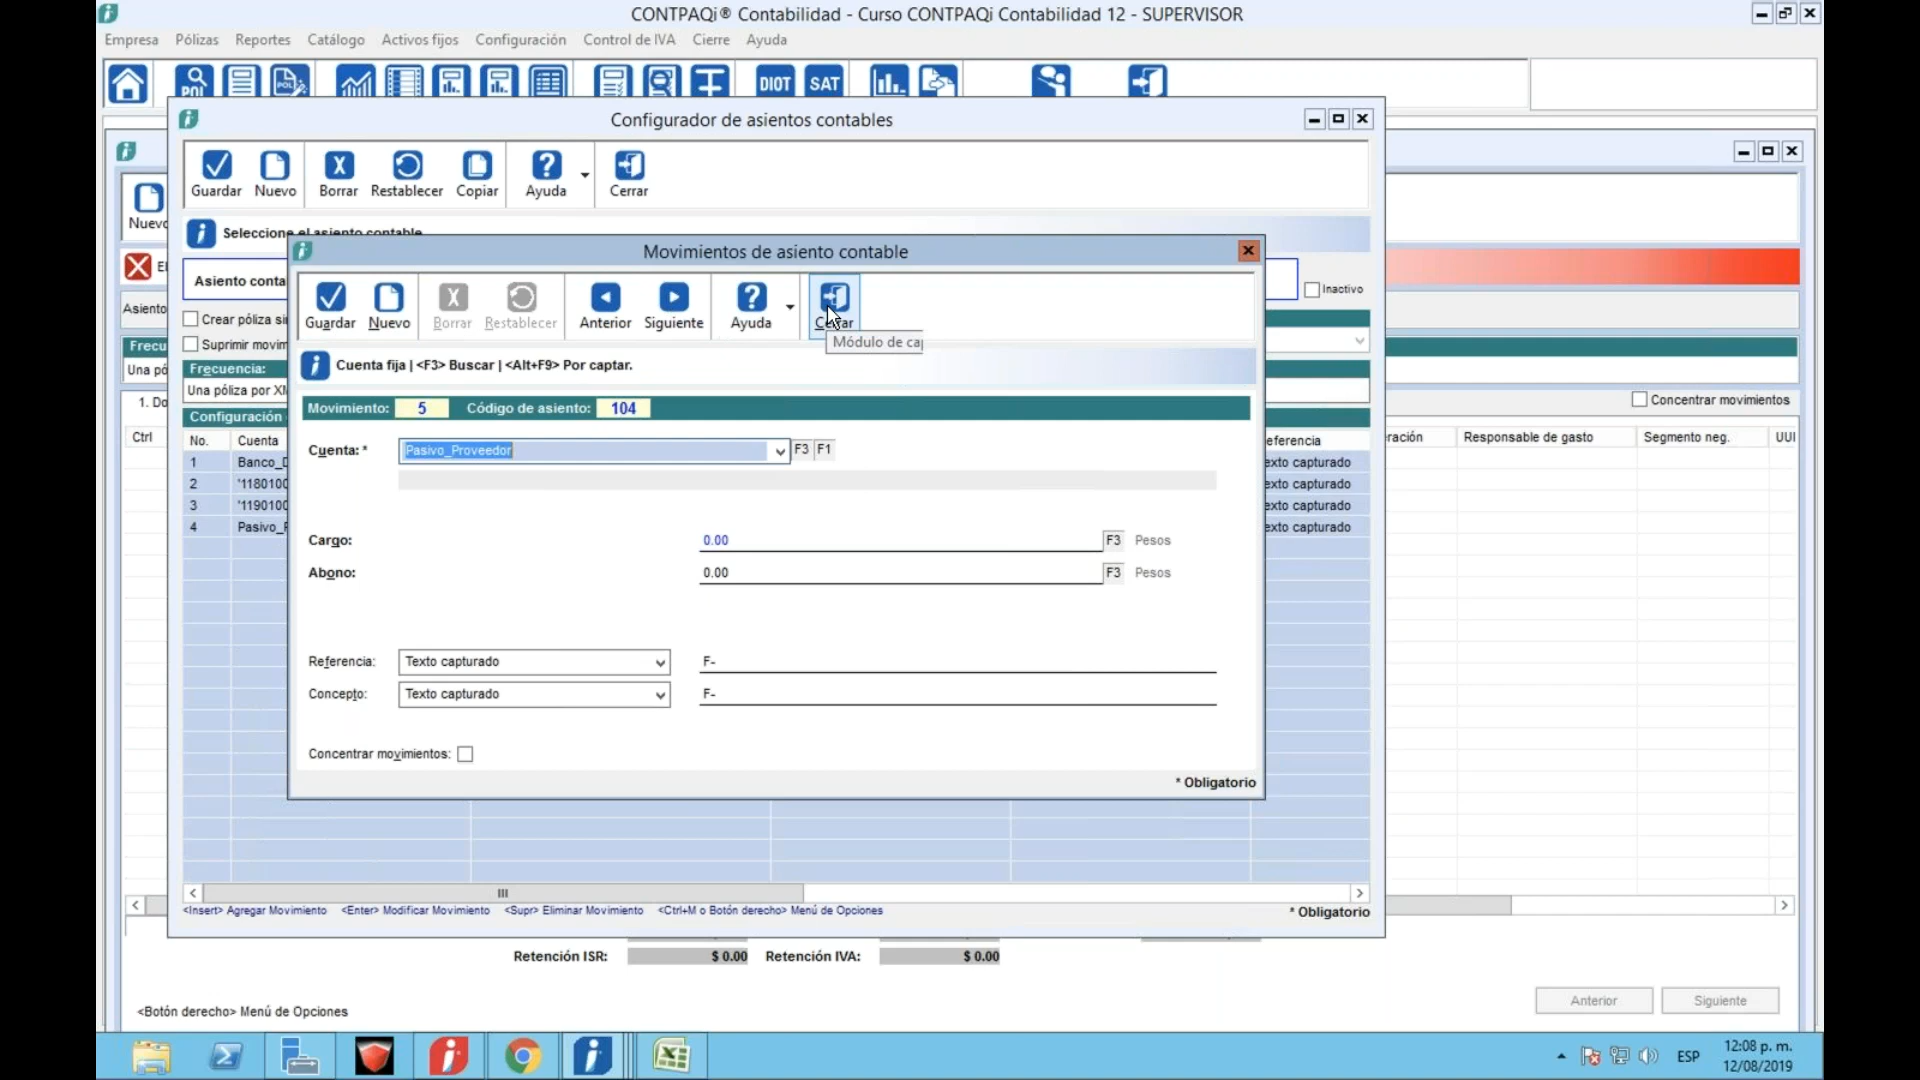 CONTPAQi® Contabilidad - Curso CONTPAQi Contabilidad 12 - SUPERVISOR
Empresa Pólizas Reportes Catálogo Activos fijos Configuración Control de IVA Cierre Ayuda
POL DIOT SAT
Configurador de asientos contables
Guardar Nuevo Borrar Restablecer Copiar Ayuda Cerrar
Nuevo
Seleccione el asiento contable
Movimientos de asiento contable
El
Asiento conta
Inactivo
Asiento
Crear póliza sin
Suprimir movim
Guardar Nuevo Borrar Restablecer Anterior Siguiente Ayuda Cerrar
Módulo de ca
Frecu
Una pó
Frecuencia:
Una póliza por XM
Cuenta fija | <F3> Buscar | <Alt+F9> Por captar.
1. Do
Concentrar movimientos
Configuración
Movimiento: 5 Código de asiento: 104
Ctrl
No. Cuenta
eferencia
ración Responsable de gasto Segmento neg. UUI
Cuenta: * Pasivo_Proveedor F3 F1
1 Banco_D exto capturado
2 '1180100 exto capturado
3 '1190100 exto capturado
4 Pasivo_P exto capturado
Cargo: 0.00 F3 Pesos
Abono: 0.00 F3 Pesos
Referencia: Texto capturado F-
Concepto: Texto capturado F-
Concentrar movimientos:
* Obligatorio
<Insert> Agregar Movimiento <Enter> Modificar Movimiento <Supr> Eliminar Movimiento <Ctrl+M o Botón derecho> Menú de Opciones
* Obligatorio
Retención ISR: $ 0.00 Retención IVA: $ 0.00
Anterior Siguiente
<Botón derecho> Menú de Opciones
ESP
12:08 p. m.
12/08/2019